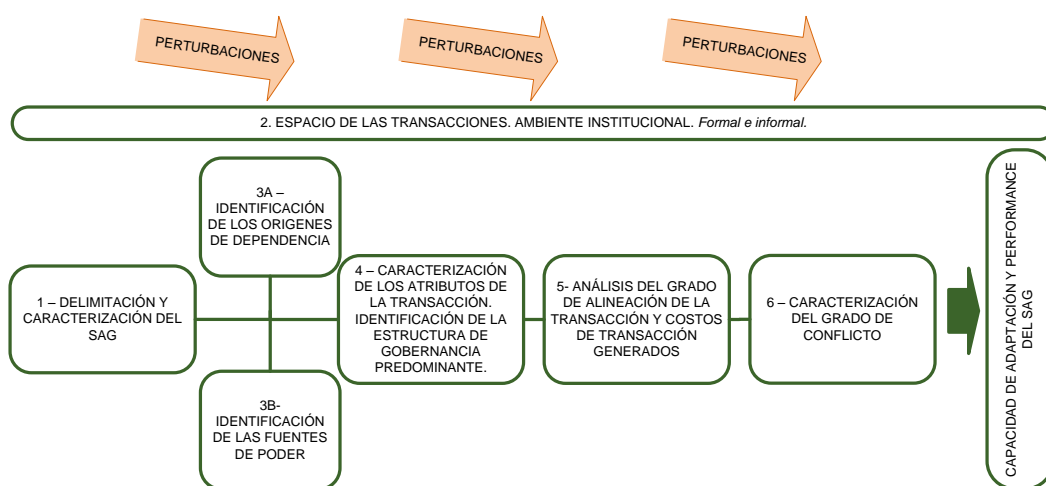 PERTURBACIONES
PERTURBACIONES
PERTURBACIONES
2. ESPACIO DE LAS TRANSACCIONES. AMBIENTE INSTITUCIONAL. Formal e informal.
3A –
IDENTIFICACIÓN
DE LOS ORIGENES
DE DEPENDENCIA
1 – DELIMITACIÓN Y
CARACTERIZACIÓN DEL
SAG
4 – CARACTERIZACIÓN
DE LOS ATRIBUTOS DE
LA TRANSACCIÓN.
IDENTIFICACIÓN DE LA
ESTRUCTURA DE
GOBERNANCIA
PREDOMINANTE.
5- ANÁLISIS DEL GRADO
DE ALINEACIÓN DE LA
TRANSACCIÓN Y COSTOS
DE TRANSACCIÓN
GENERADOS
6 – CARACTERIZACIÓN
DEL GRADO DE
CONFLICTO
3B-
IDENTIFICACIÓN
DE LAS FUENTES
DE PODER
CAPACIDAD DE ADAPTACIÓN Y PERFORMANCE
DEL SAG